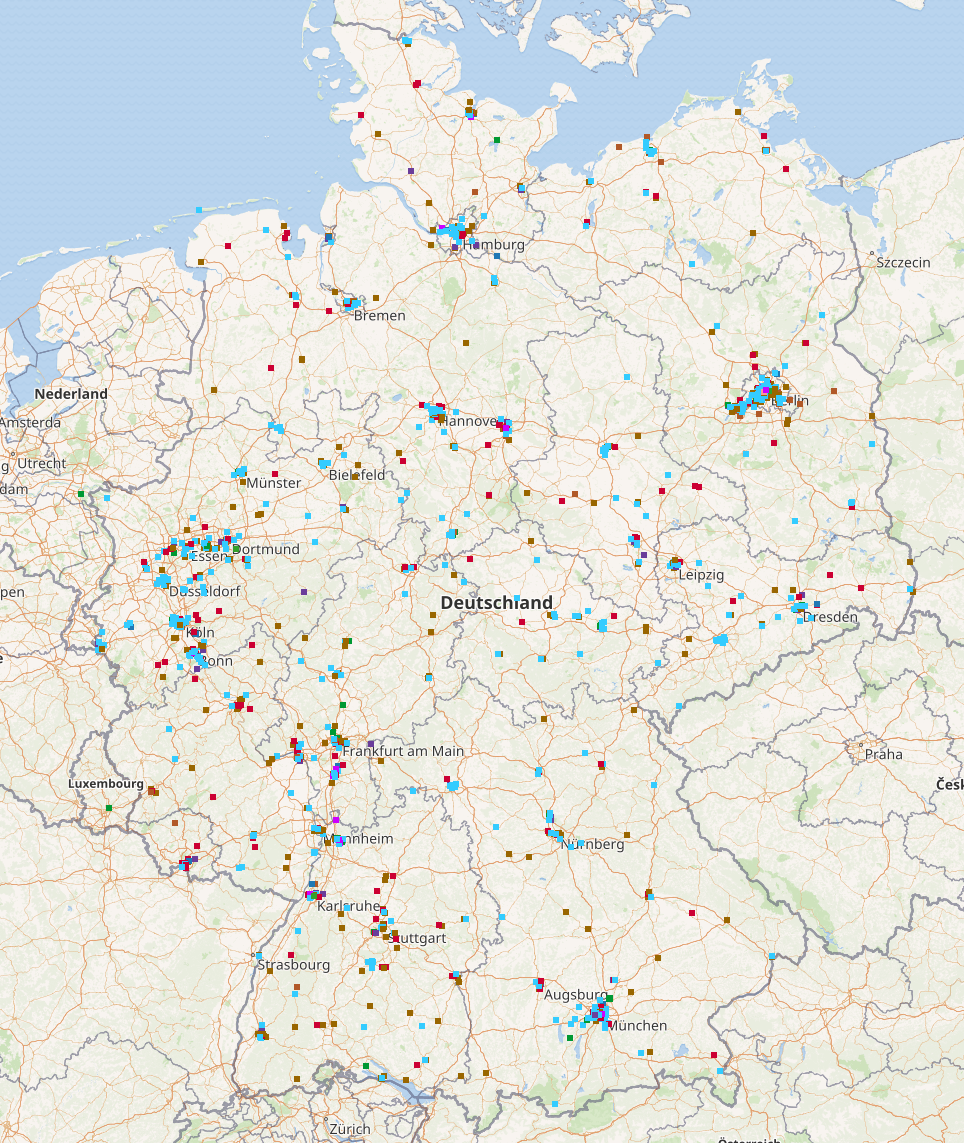 Szczecin
Hamburg
Bremen
Nederland
Berlin
Amsterda
Hannove
Utrecht
g
Bielefeld
Münster
dam
Dortmund
Essen
Leipzig
Düsseldorf
pen
Deutschland
Dresden
Köln
Bonn
Frankfurt am Main
Praha
Luxembourg
Česk
Mannheim
Nürnberg
Karlsruhe
Stuttgart
Strasbourg
Augsburg
München
Zürich
Österreich